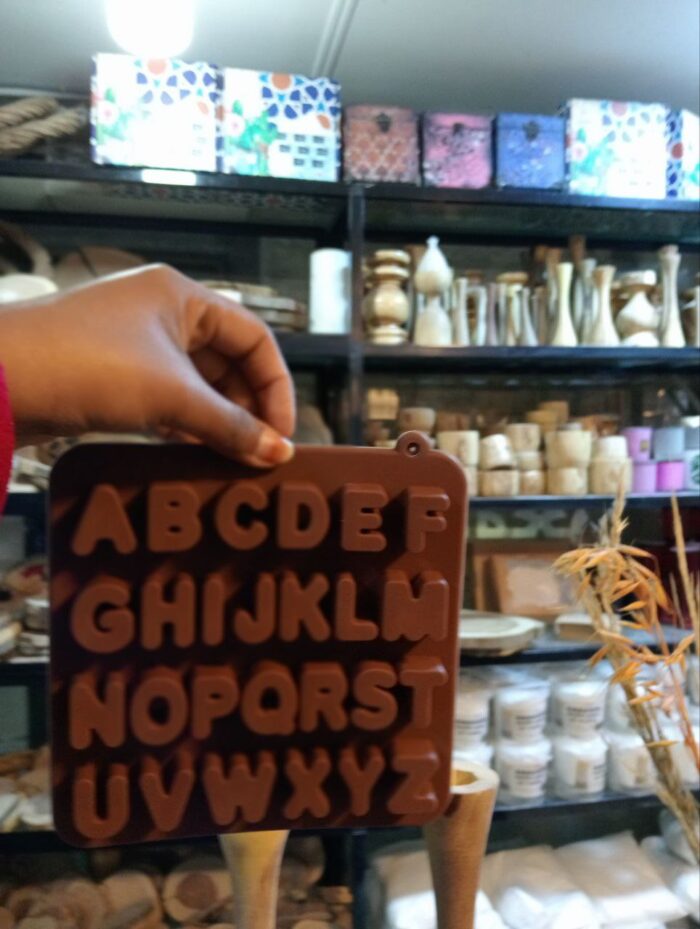 ABCDEF
GHIJKLM
NOPQRST
UVWXYZ